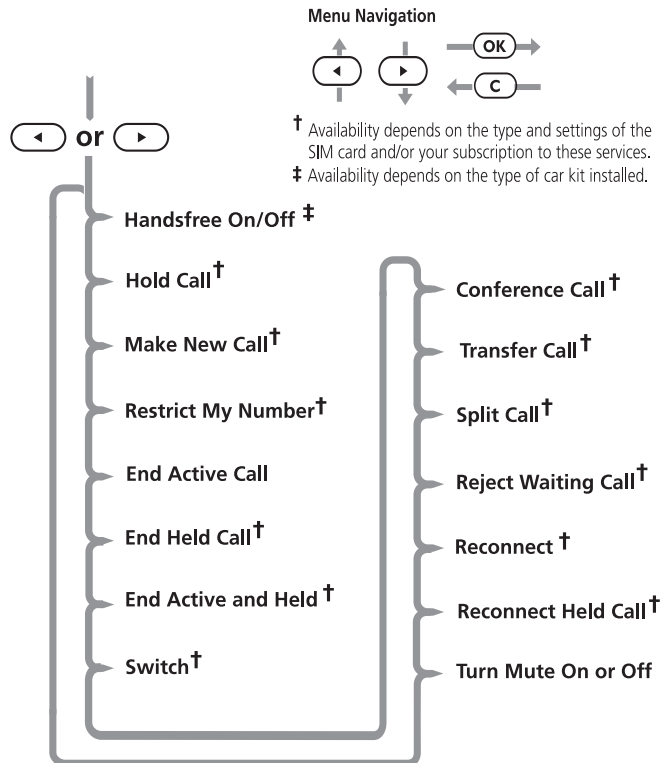 Menu Navigation
OK
C
† Availability depends on the type and settings of the
SIM card and/or your subscription to these services.
‡ Availability depends on the type of car kit installed.
or
Handsfree On/Off ‡
Hold Call†
Make New Call†
Restrict My Number†
End Active Call
End Held Call†
End Active and Held †
Switch†
Conference Call†
Transfer Call†
Split Call†
Reject Waiting Call†
Reconnect †
Reconnect Held Call†
Turn Mute On or Off